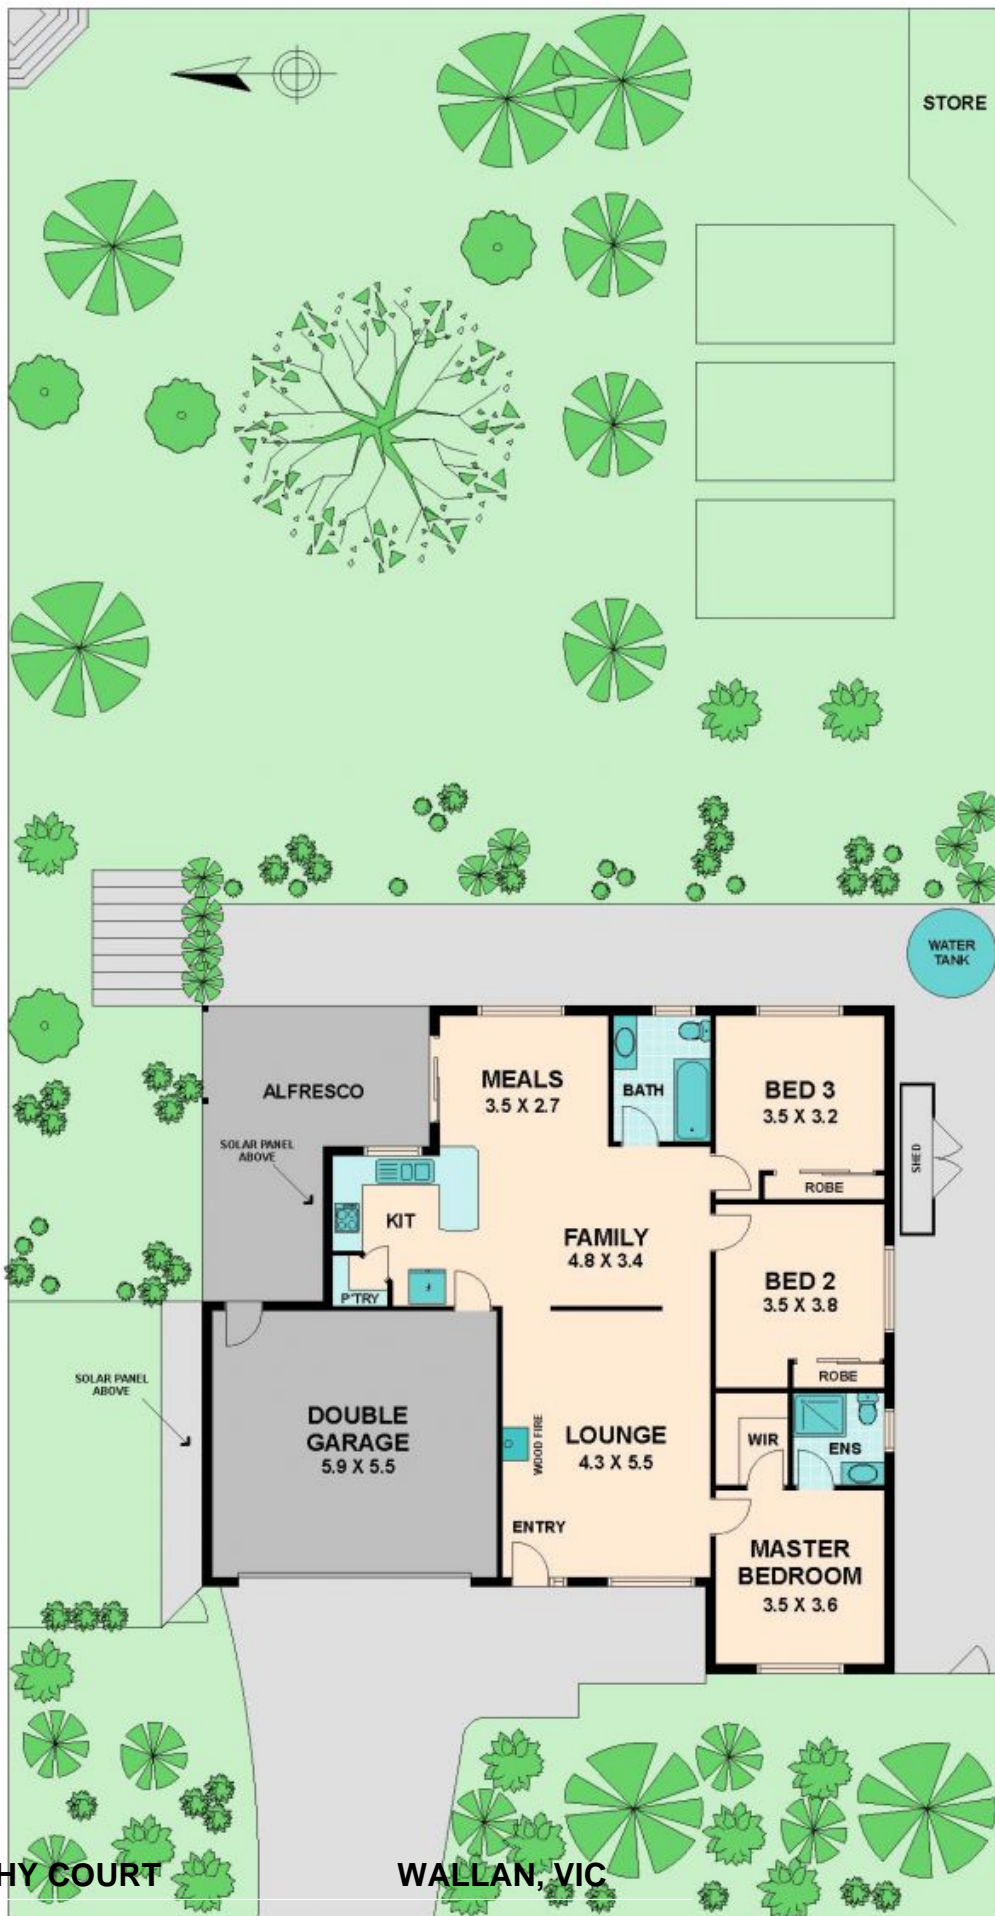 STORE
WATER
TANK
ALFRESCO
MEALS
3.5 X 2.7
BATH
BED 3
3.5 X 3.2
SOLAR PANEL
ABOVE
SHED
ROBE
KIT
FAMILY
4.8 X 3.4
BED 2
3.5 X 3.8
P'TRY
SOLAR PANEL
ABOVE
ROBE
DOUBLE
GARAGE
5.9 X 5.5
WOOD FIRE
LOUNGE
4.3 X 5.5
WIR
ENS
ENTRY
MASTER
BEDROOM
3.5 X 3.6
HY COURT
WALLAN, VIC